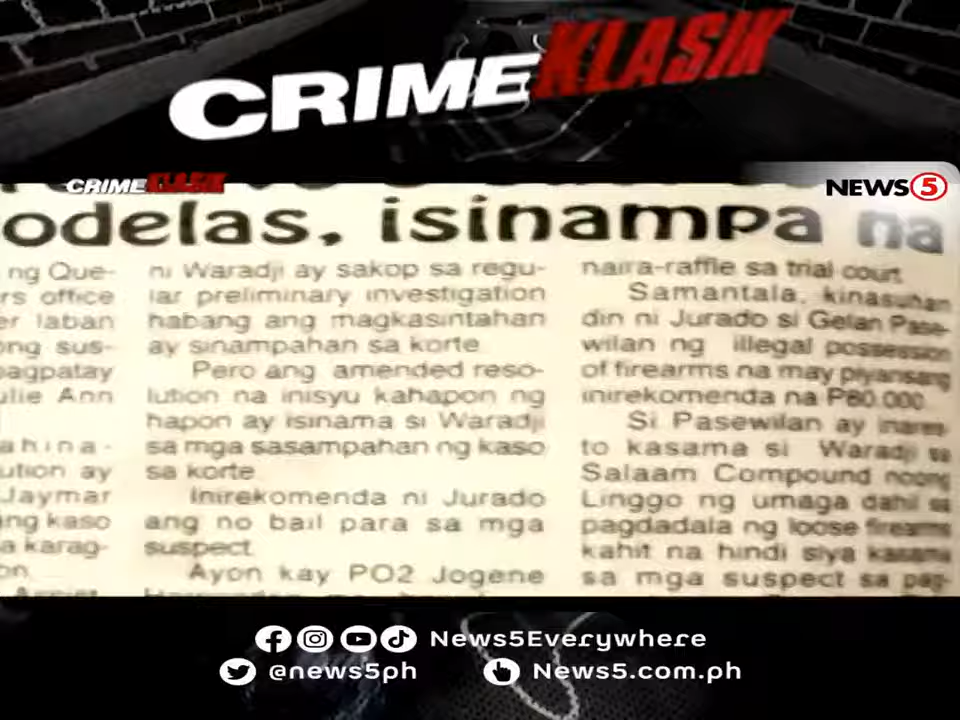 CRIMEKLASIK
CRIMEKLASIK
NEWS5
odelas, isinampa na
ng Que-
rs office
er laban
ong sus-
pagpatay
ulie Ann
ahina-
ution ay
Jaymar
ng kaso
a karag-
on.
ni Waradji ay sakop sa regu-
lar preliminary investigation
habang ang magkasintahan
ay sinampahan sa korte.
Pero ang amended reso-
lution na inisyu kahapon ng
hapon ay isinama si Waradji
sa mga sasampahan ng kaso
sa korte.
Inirekomenda ni Jurado
ang no bail para sa mga
suspect.
Ayon kay PO2 Jogene
naira-raffle sa trial court.
Samantala, kinasuhan
din ni Jurado si Gelan Pase-
wilan ng illegal possession
of firearms na may piyansang
inirekomenda na P80,000.
Si Pasewilan ay inares-
to kasama si Waradji sa
Salaam Compound noong
Linggo ng umaga dahil sa
pagdadala ng loose firearms
kahit na hindi siya kasama
sa mga suspect sa pag-
News5Everywhere
@news5ph
News5.com.ph